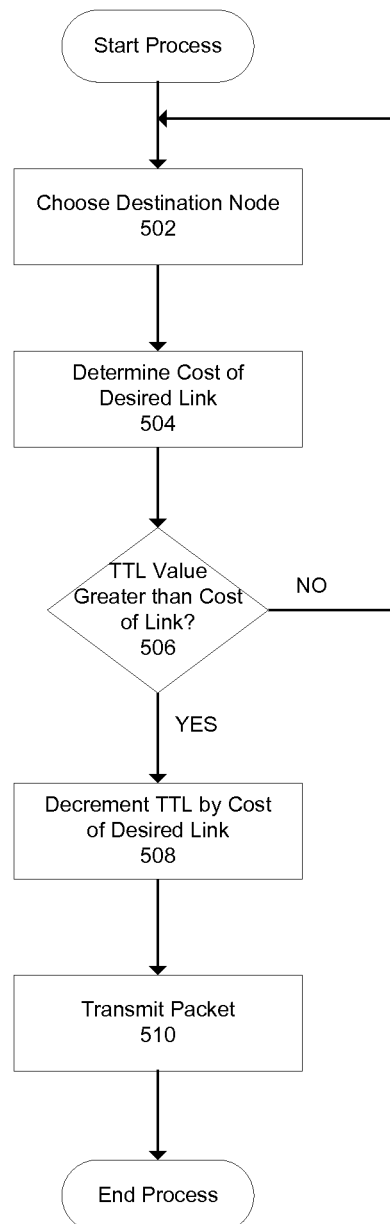 Start Process
Choose Destination Node
502
Determine Cost of
Desired Link
504
TTL Value
Greater than Cost
of Link?
506
NO
YES
Decrement TTL by Cost
of Desired Link
508
Transmit Packet
510
End Process